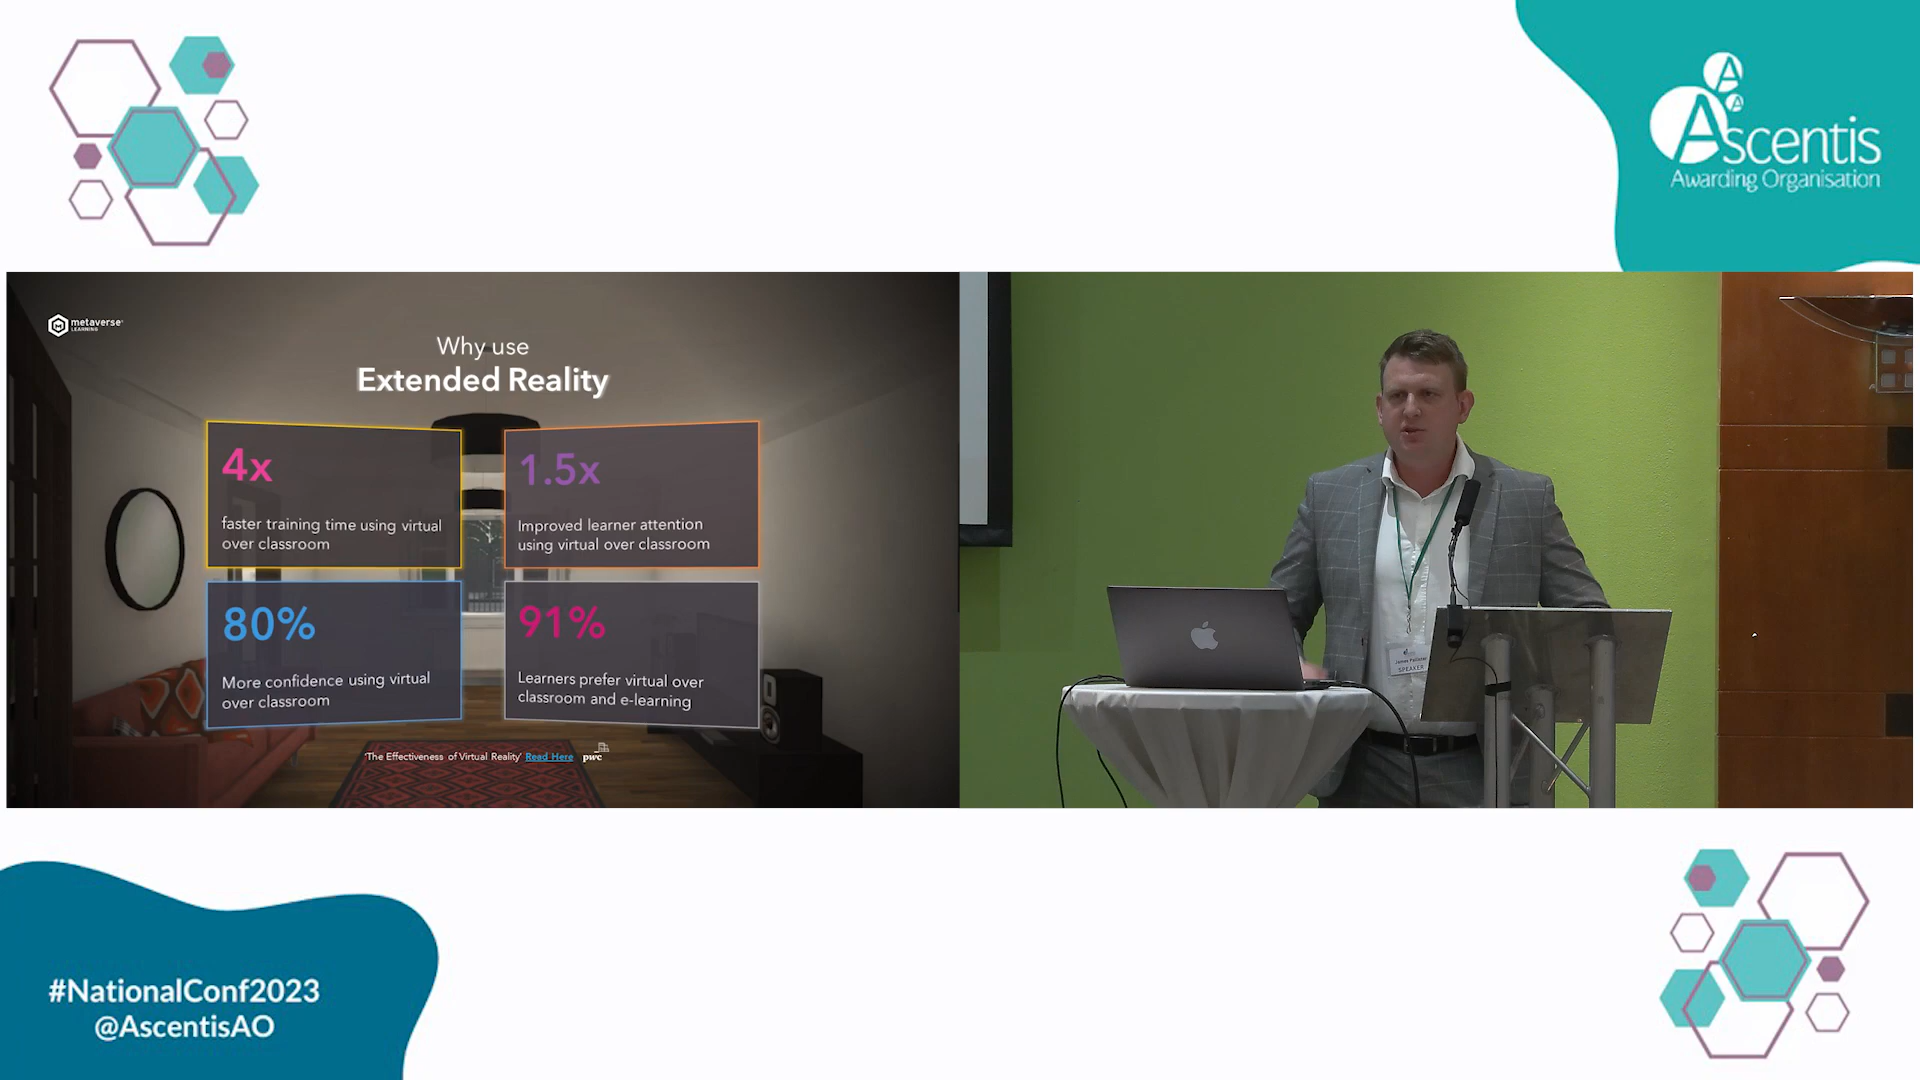 Ascentis
Awarding Organisation
metaverse
LEARNING
Why use
Extended Reality
4x
faster training time using virtual
over classroom
1.5x
Improved learner attention
using virtual over classroom
80%
More confidence using virtual
over classroom
91%
Learners prefer virtual over
classroom and e-learning
'The Effectiveness of Virtual Reality' Read Here pwc
SPEAKER
#NationalConf2023
@AscentisAO